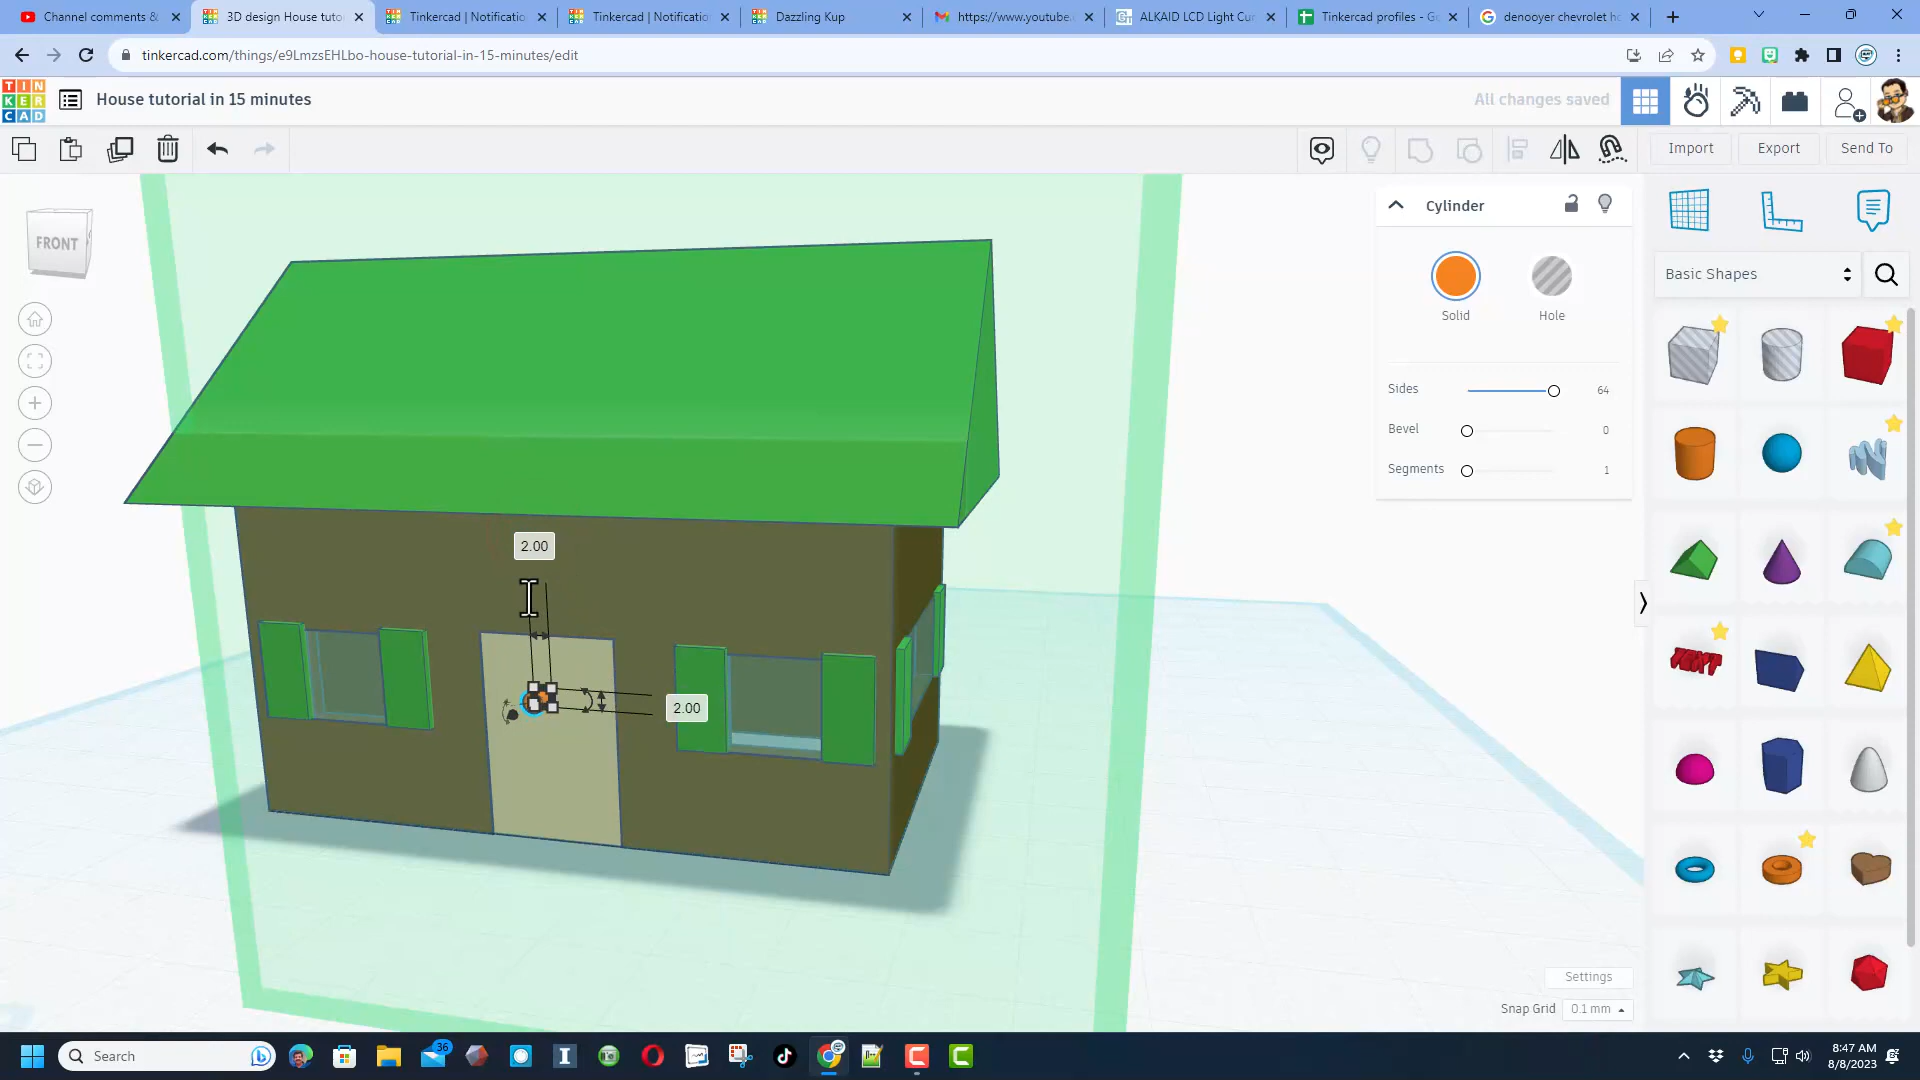 Channel comments &
3D design House tuto
Tinkercad | Notificatio
Tinkercad | Notificatio
Dazzling Kup
https://www.youtube.c
ALKAID LCD Light Cur
Tinkercad profiles - G
denooyer chevrolet ho
tinkercad.com/things/e9LmzsEHLbo-house-tutorial-in-15-minutes/edit
TIN
KER
CAD
House tutorial in 15 minutes
All changes saved
Import
Export
Send To
FRONT
Cylinder
Solid
Hole
Sides
64
Bevel
0
Segments
1
Basic Shapes
TEXT
2.00
2.00
Settings
Snap Grid
0.1 mm
Search
36
8:47 AM
8/8/2023